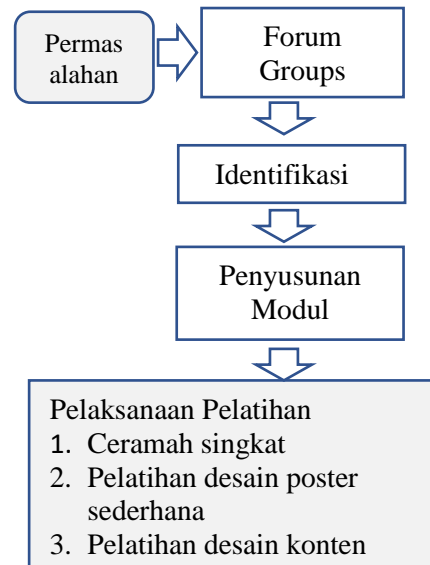 Permas
alahan
Forum
Groups
Identifikasi
Penyusunan
Modul
Pelaksanaan Pelatihan
1. Ceramah singkat
2. Pelatihan desain poster
sederhana
3. Pelatihan desain konten